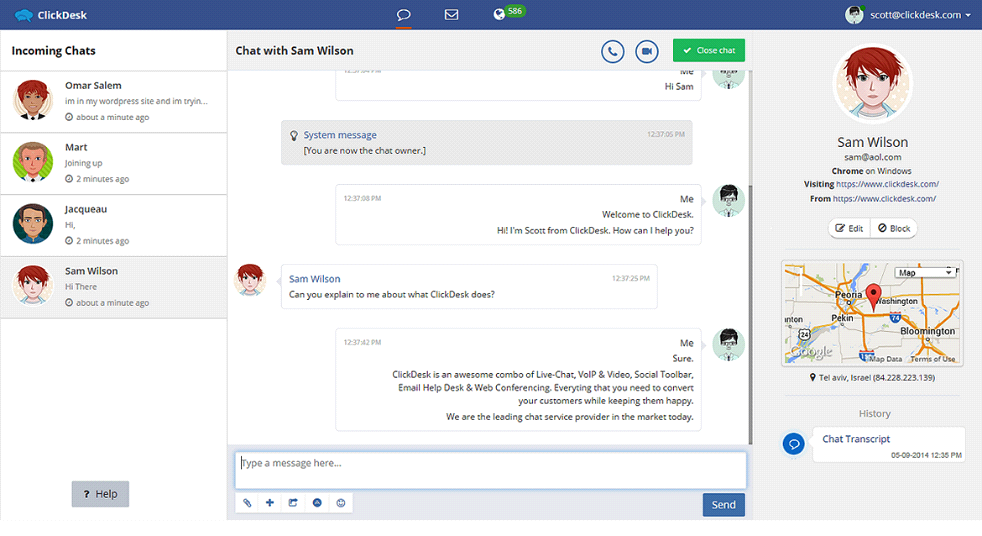 ClickDesk
586
scott@clickdesk.com
Incoming Chats
Omar Salem
im in my wordpress site and im tryin...
about a minute ago
Mart
Joining up
2 minutes ago
Jacqueau
Hi,
2 minutes ago
Sam Wilson
Hi There
about a minute ago
? Help
Chat with Sam Wilson
Close chat
12:37:04 PM
Me
Hi Sam
System message
12:37:05 PM
[You are now the chat owner.]
12:37:08 PM
Me
Welcome to ClickDesk.
Hi! I'm Scott from ClickDesk. How can I help you?
Sam Wilson
12:37:25 PM
Can you explain to me about what ClickDesk does?
12:37:42 PM
Me
Sure.
ClickDesk is an awesome combo of Live-Chat, VoIP & Video, Social Toolbar,
Email Help Desk & Web Conferencing. Everyting that you need to convert
your customers while keeping them happy.
We are the leading chat service provider in the market today.
Type a message here...
Send
Sam Wilson
sam@aol.com
Chrome on Windows
Visiting https://www.clickdesk.com/
From https://www.clickdesk.com/
Edit
Block
Map
Peoria
Washington
Pekin
74
Bloomington
24
Google
Map Data
Terms of Use
Tel aviv, Israel (84.228.223.139)
History
Chat Transcript
05-09-2014 12:35 PM